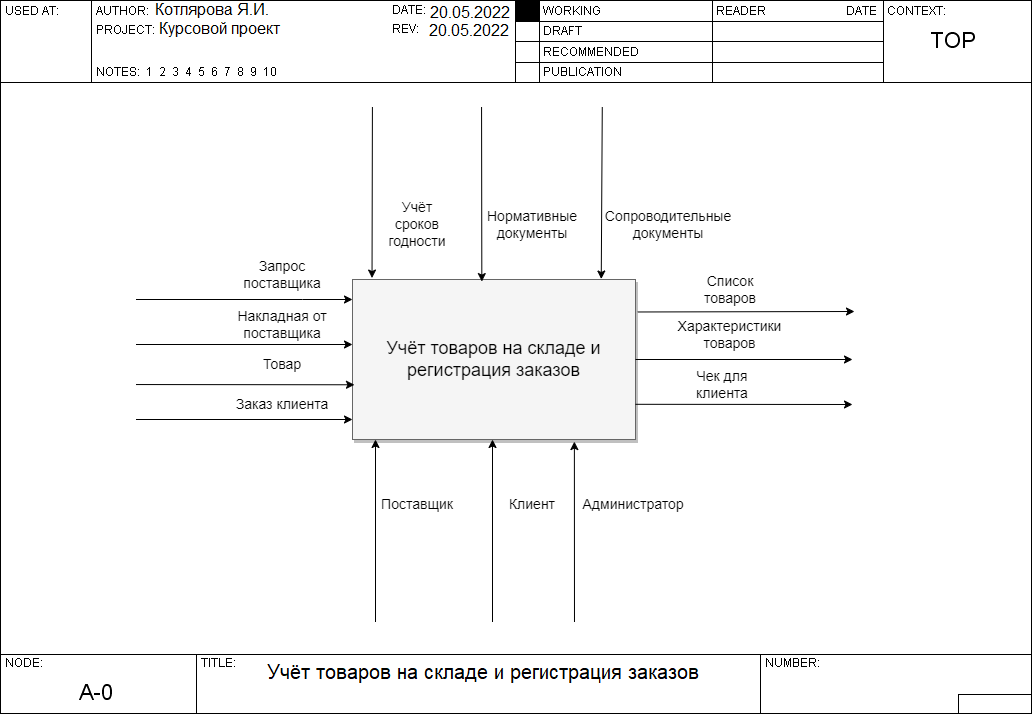 USED AT:
AUTHOR: Котлярова Я.И.
DATE: 20.05.2022
PROJECT: Курсовой проект
REV: 20.05.2022
NOTES: 1 2 3 4 5 6 7 8 9 10
WORKING
DRAFT
RECOMMENDED
PUBLICATION
READER DATE
CONTEXT:
TOP
Учёт
сроков
годности
Нормативные
документы
Сопроводительные
документы
Запрос
поставщика
Накладная от
поставщика
Товар
Заказ клиента
Учёт товаров на складе и
регистрация заказов
Список
товаров
Характеристики
товаров
Чек для
клиента
Поставщик
Клиент
Администратор
NODE:
A-0
TITLE:
Учёт товаров на складе и регистрация заказов
NUMBER: